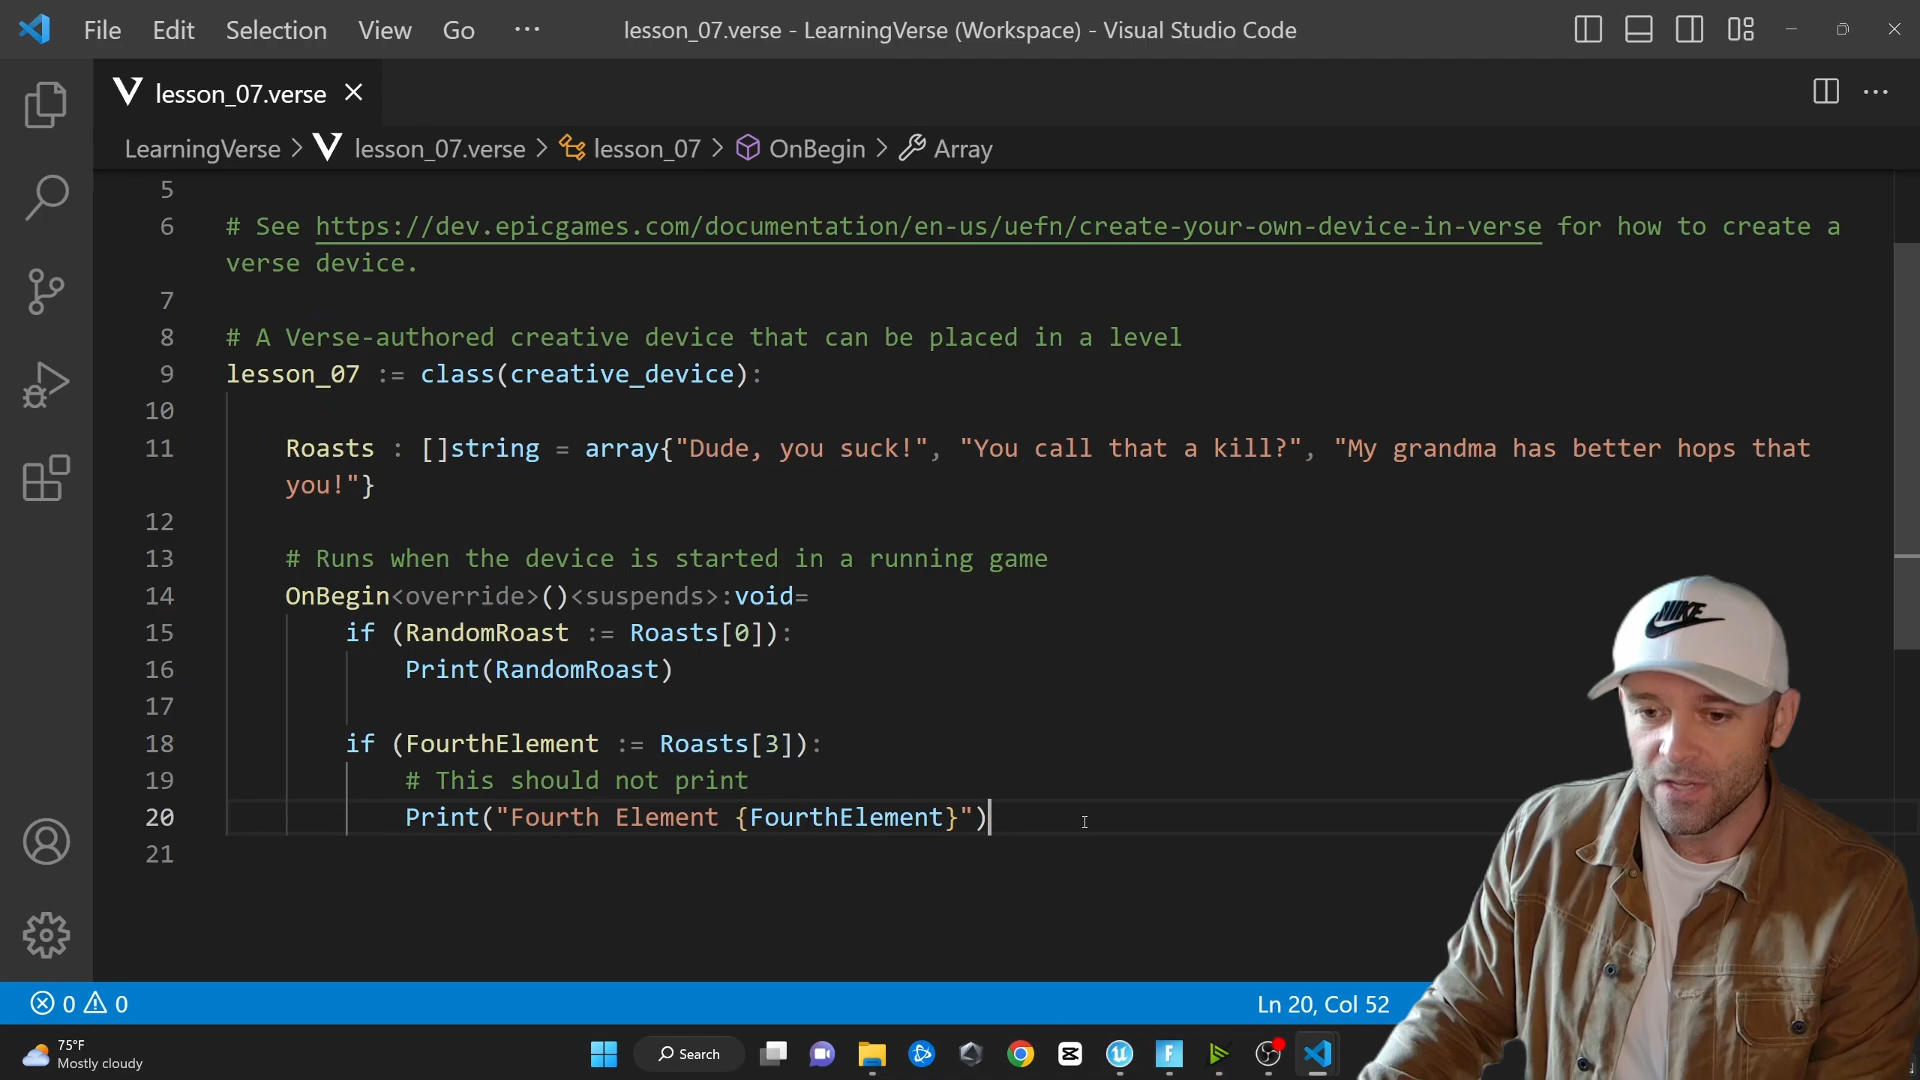 File Edit Selection View Go ··· lesson_07.verse - LearningVerse (Workspace) - Visual Studio Code
lesson_07.verse
LearningVerse > lesson_07.verse > lesson_07 > OnBegin > Array
5
6 # See https://dev.epicgames.com/documentation/en-us/uefn/create-your-own-device-in-verse for how to create a
verse device.
7
8 # A Verse-authored creative device that can be placed in a level
9 lesson_07 := class(creative_device):
10
11 Roasts : []string = array{"Dude, you suck!", "You call that a kill?", "My grandma has better hops that
you!"}
12
13 # Runs when the device is started in a running game
14 OnBegin<override>()<suspends>:void=
15 if (RandomRoast := Roasts[0]):
16 Print(RandomRoast)
17
18 if (FourthElement := Roasts[3]):
19 # This should not print
20 Print("Fourth Element {FourthElement}")
21
0 0 Ln 20, Col 52
75°F
Mostly cloudy
Search
NIKE